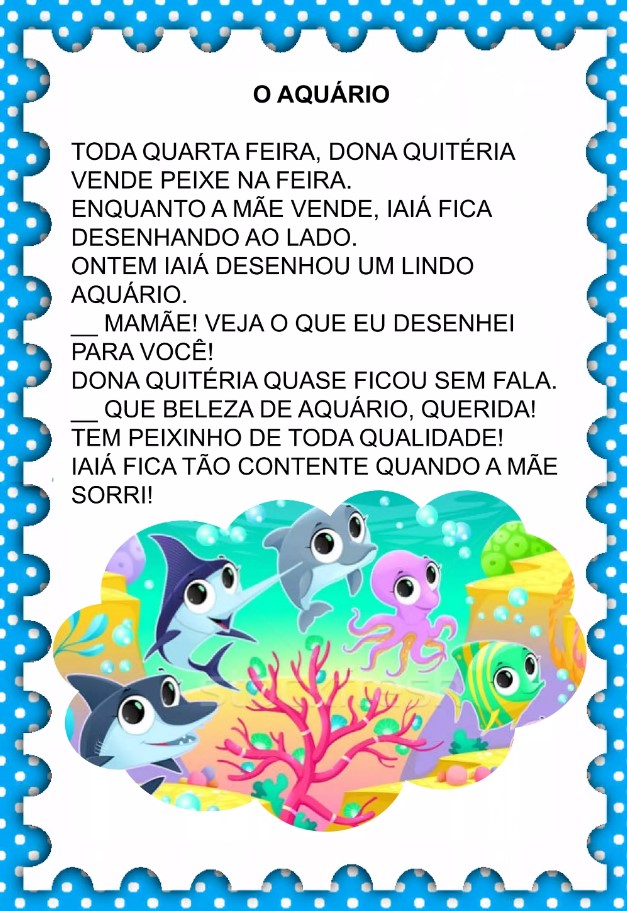 O AQUÁRIO
TODA QUARTA FEIRA, DONA QUITÉRIA
VENDE PEIXE NA FEIRA.
ENQUANTO A MÃE VENDE, IAIÁ FICA
DESENHANDO AO LADO.
ONTEM IAIÁ DESENHOU UM LINDO
AQUÁRIO.
__ MAMÃE! VEJA O QUE EU DESENHEI
PARA VOCÊ!
DONA QUITÉRIA QUASE FICOU SEM FALA.
__ QUE BELEZA DE AQUÁRIO, QUERIDA!
TEM PEIXINHO DE TODA QUALIDADE!
IAIÁ FICA TÃO CONTENTE QUANDO A MÃE
SORRI!